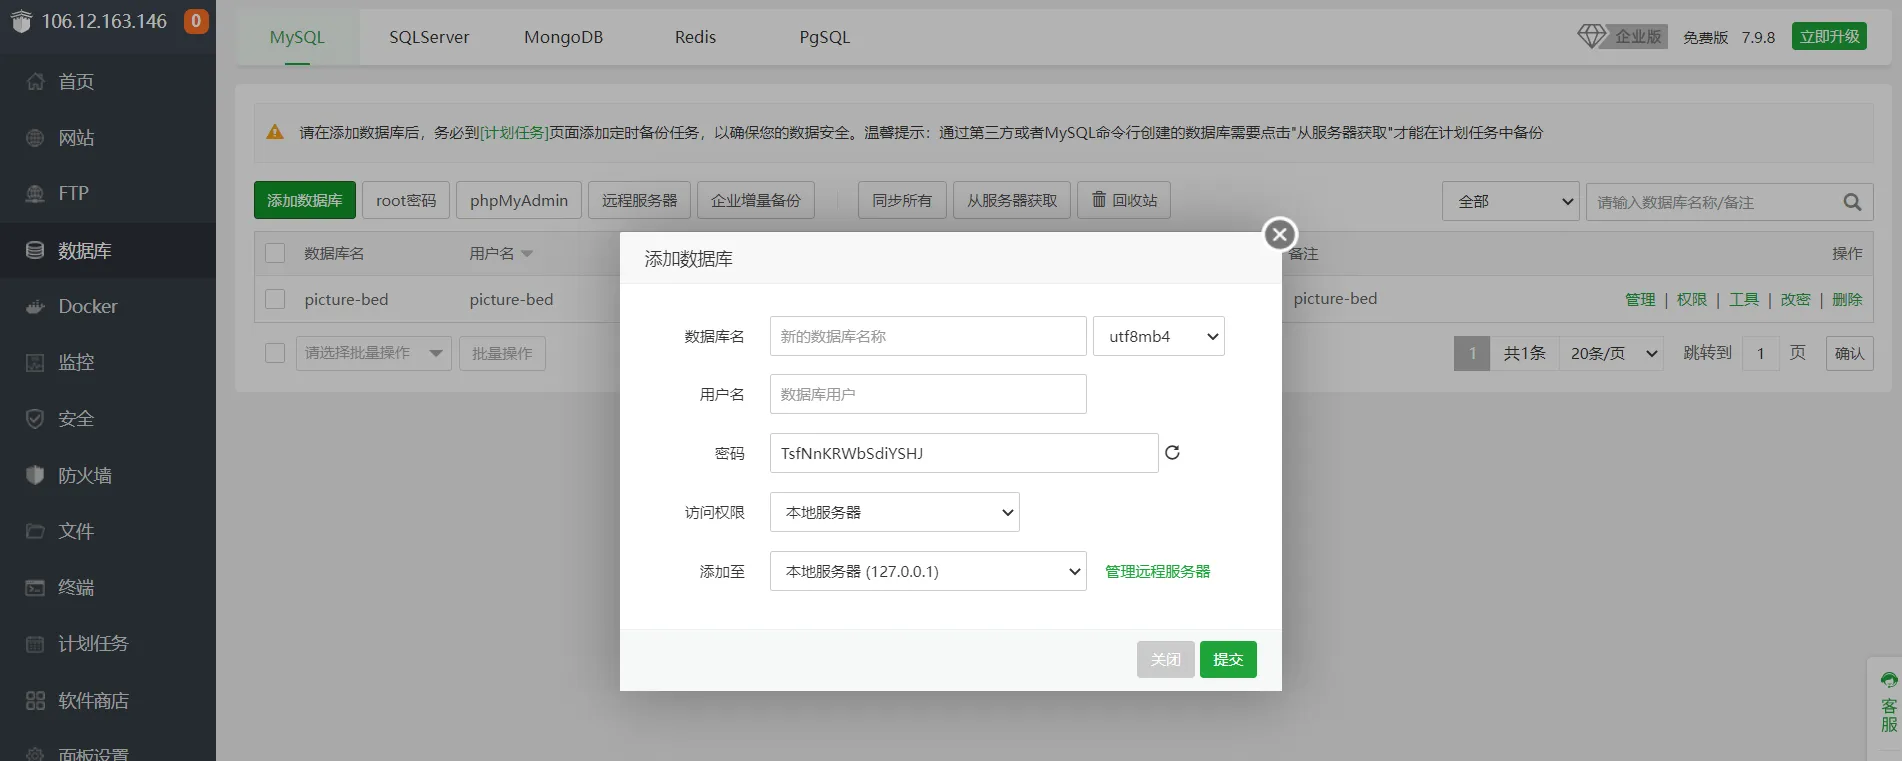 106.12.163.146 0
首页
网站
FTP
数据库
Docker
监控
安全
防火墙
文件
终端
计划任务
软件商店
面板设置
MySQL SQLServer MongoDB Redis PgSQL
企业版 免费版 7.9.8 立即升级
请在添加数据库后，务必到[计划任务]页面添加定时备份任务，以确保您的数据安全。温馨提示：通过第三方或者MySQL命令行创建的数据库需要点击"从服务器获取"才能在计划任务中备份
添加数据库 root密码 phpMyAdmin 远程服务器 企业增量备份 同步所有 从服务器获取 回收站 全部 请输入数据库名称/备注
数据库名 用户名 备注 操作
picture-bed picture-bed picture-bed 管理 | 权限 | 工具 | 改密 | 删除
请选择批量操作 批量操作 1 共1条 20条/页 跳转到 1 页 确认
添加数据库
数据库名 新的数据库名称 utf8mb4
用户名 数据库用户
密码 TsfNnKRWbSdiYSHJ
访问权限 本地服务器
添加至 本地服务器 (127.0.0.1) 管理远程服务器
关闭 提交
客服